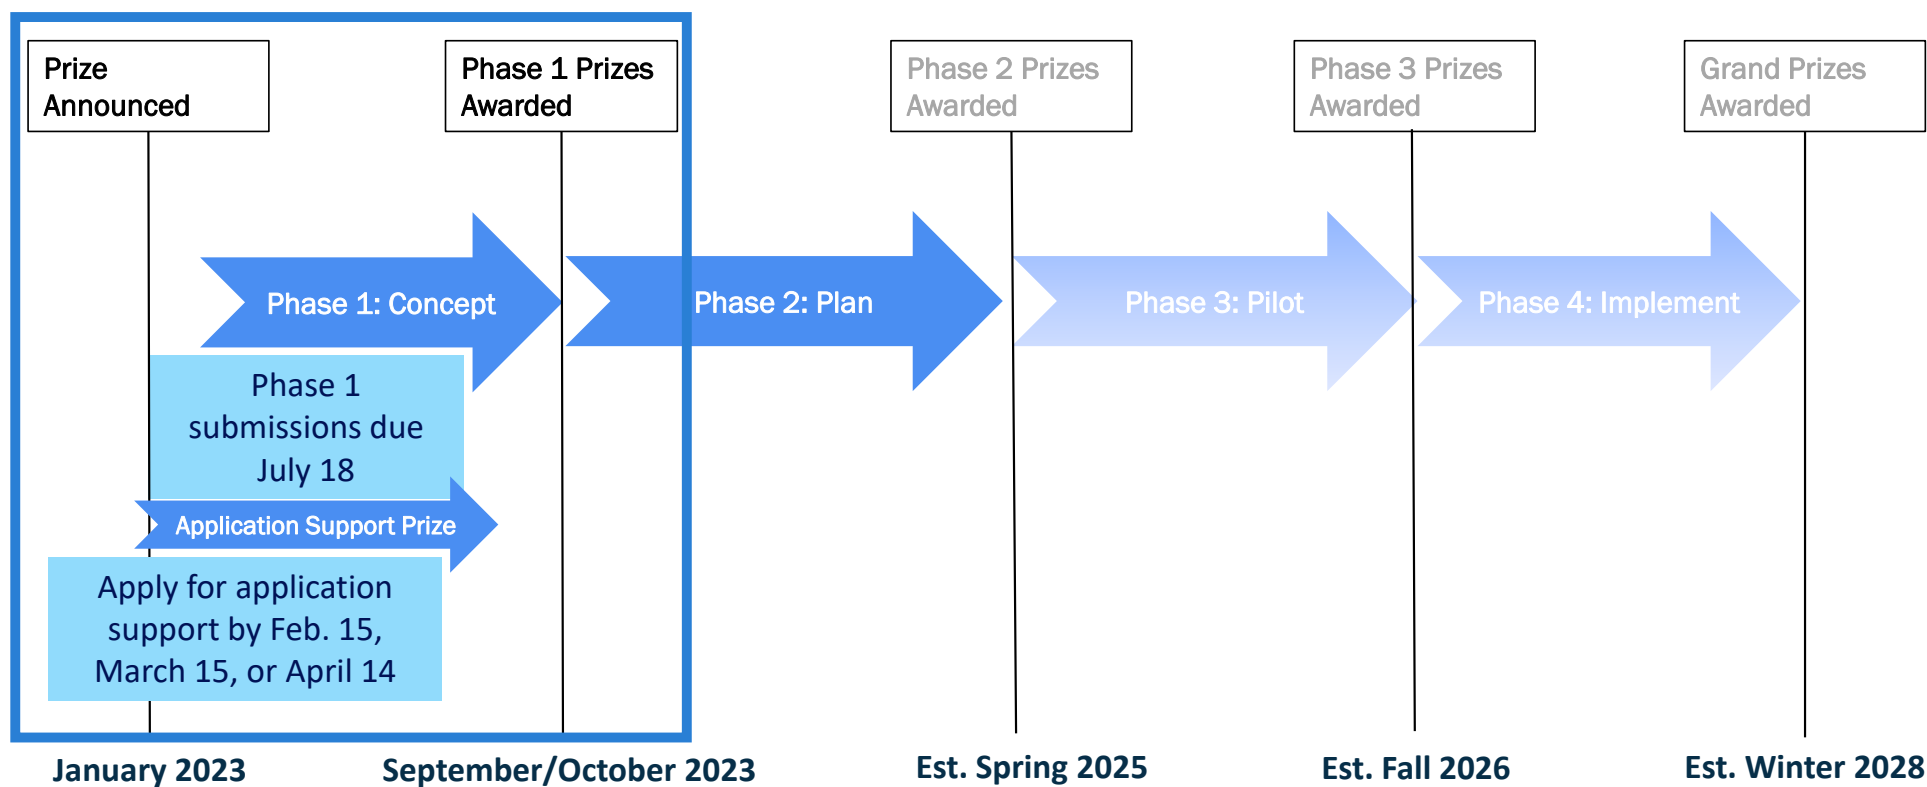 Prize
Announced
Phase 1 Prizes
Awarded
Phase 2 Prizes
Awarded
Phase 3 Prizes
Awarded
Grand Prizes
Awarded
Phase 1: Concept
Phase 2: Plan
Phase 3: Pilot
Phase 4: Implement
Phase 1
submissions due
July 18
Application Support Prize
Apply for application
support by Feb. 15,
March 15, or April 14
January 2023
September/October 2023
Est. Spring 2025
Est. Fall 2026
Est. Winter 2028